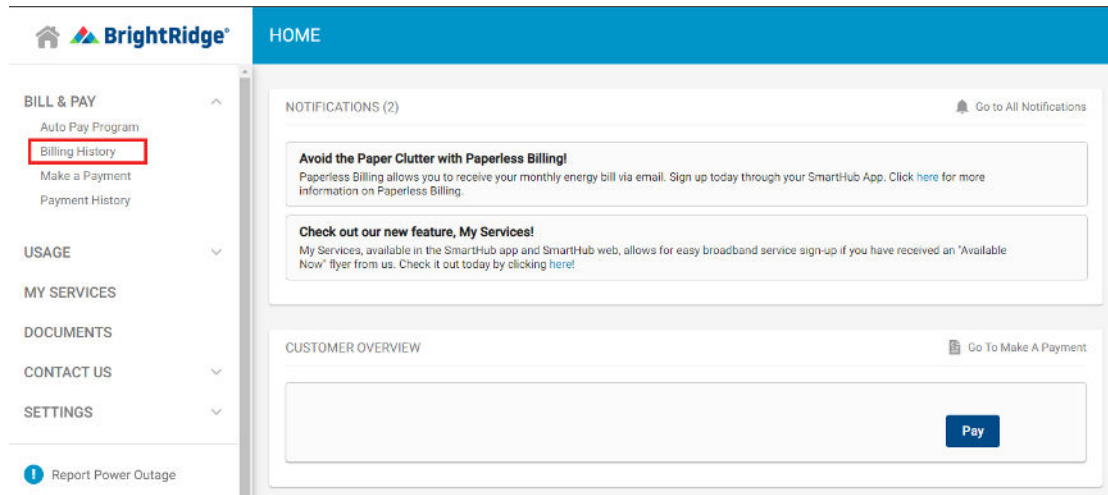 BrightRidge®
HOME
BILL & PAY
Auto Pay Program
Billing History
Make a Payment
Payment History
USAGE
MY SERVICES
DOCUMENTS
CONTACT US
SETTINGS
Report Power Outage
NOTIFICATIONS (2)
Go to All Notifications
Avoid the Paper Clutter with Paperless Billing!
Paperless Billing allows you to receive your monthly energy bill via email. Sign up today through your SmartHub App. Click here for more
information on Paperless Billing.
Check out our new feature, My Services!
My Services, available in the SmartHub app and SmartHub web, allows for easy broadband service sign-up if you have received an "Available
Now" flyer from us. Check it out today by clicking here!
CUSTOMER OVERVIEW
Go To Make A Payment
Pay